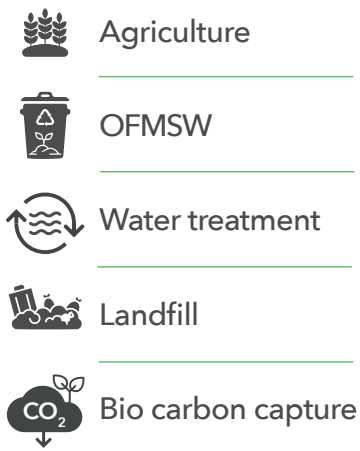 Agriculture
OFMSW
Water treatment
Landfill
CO2
Bio carbon capture